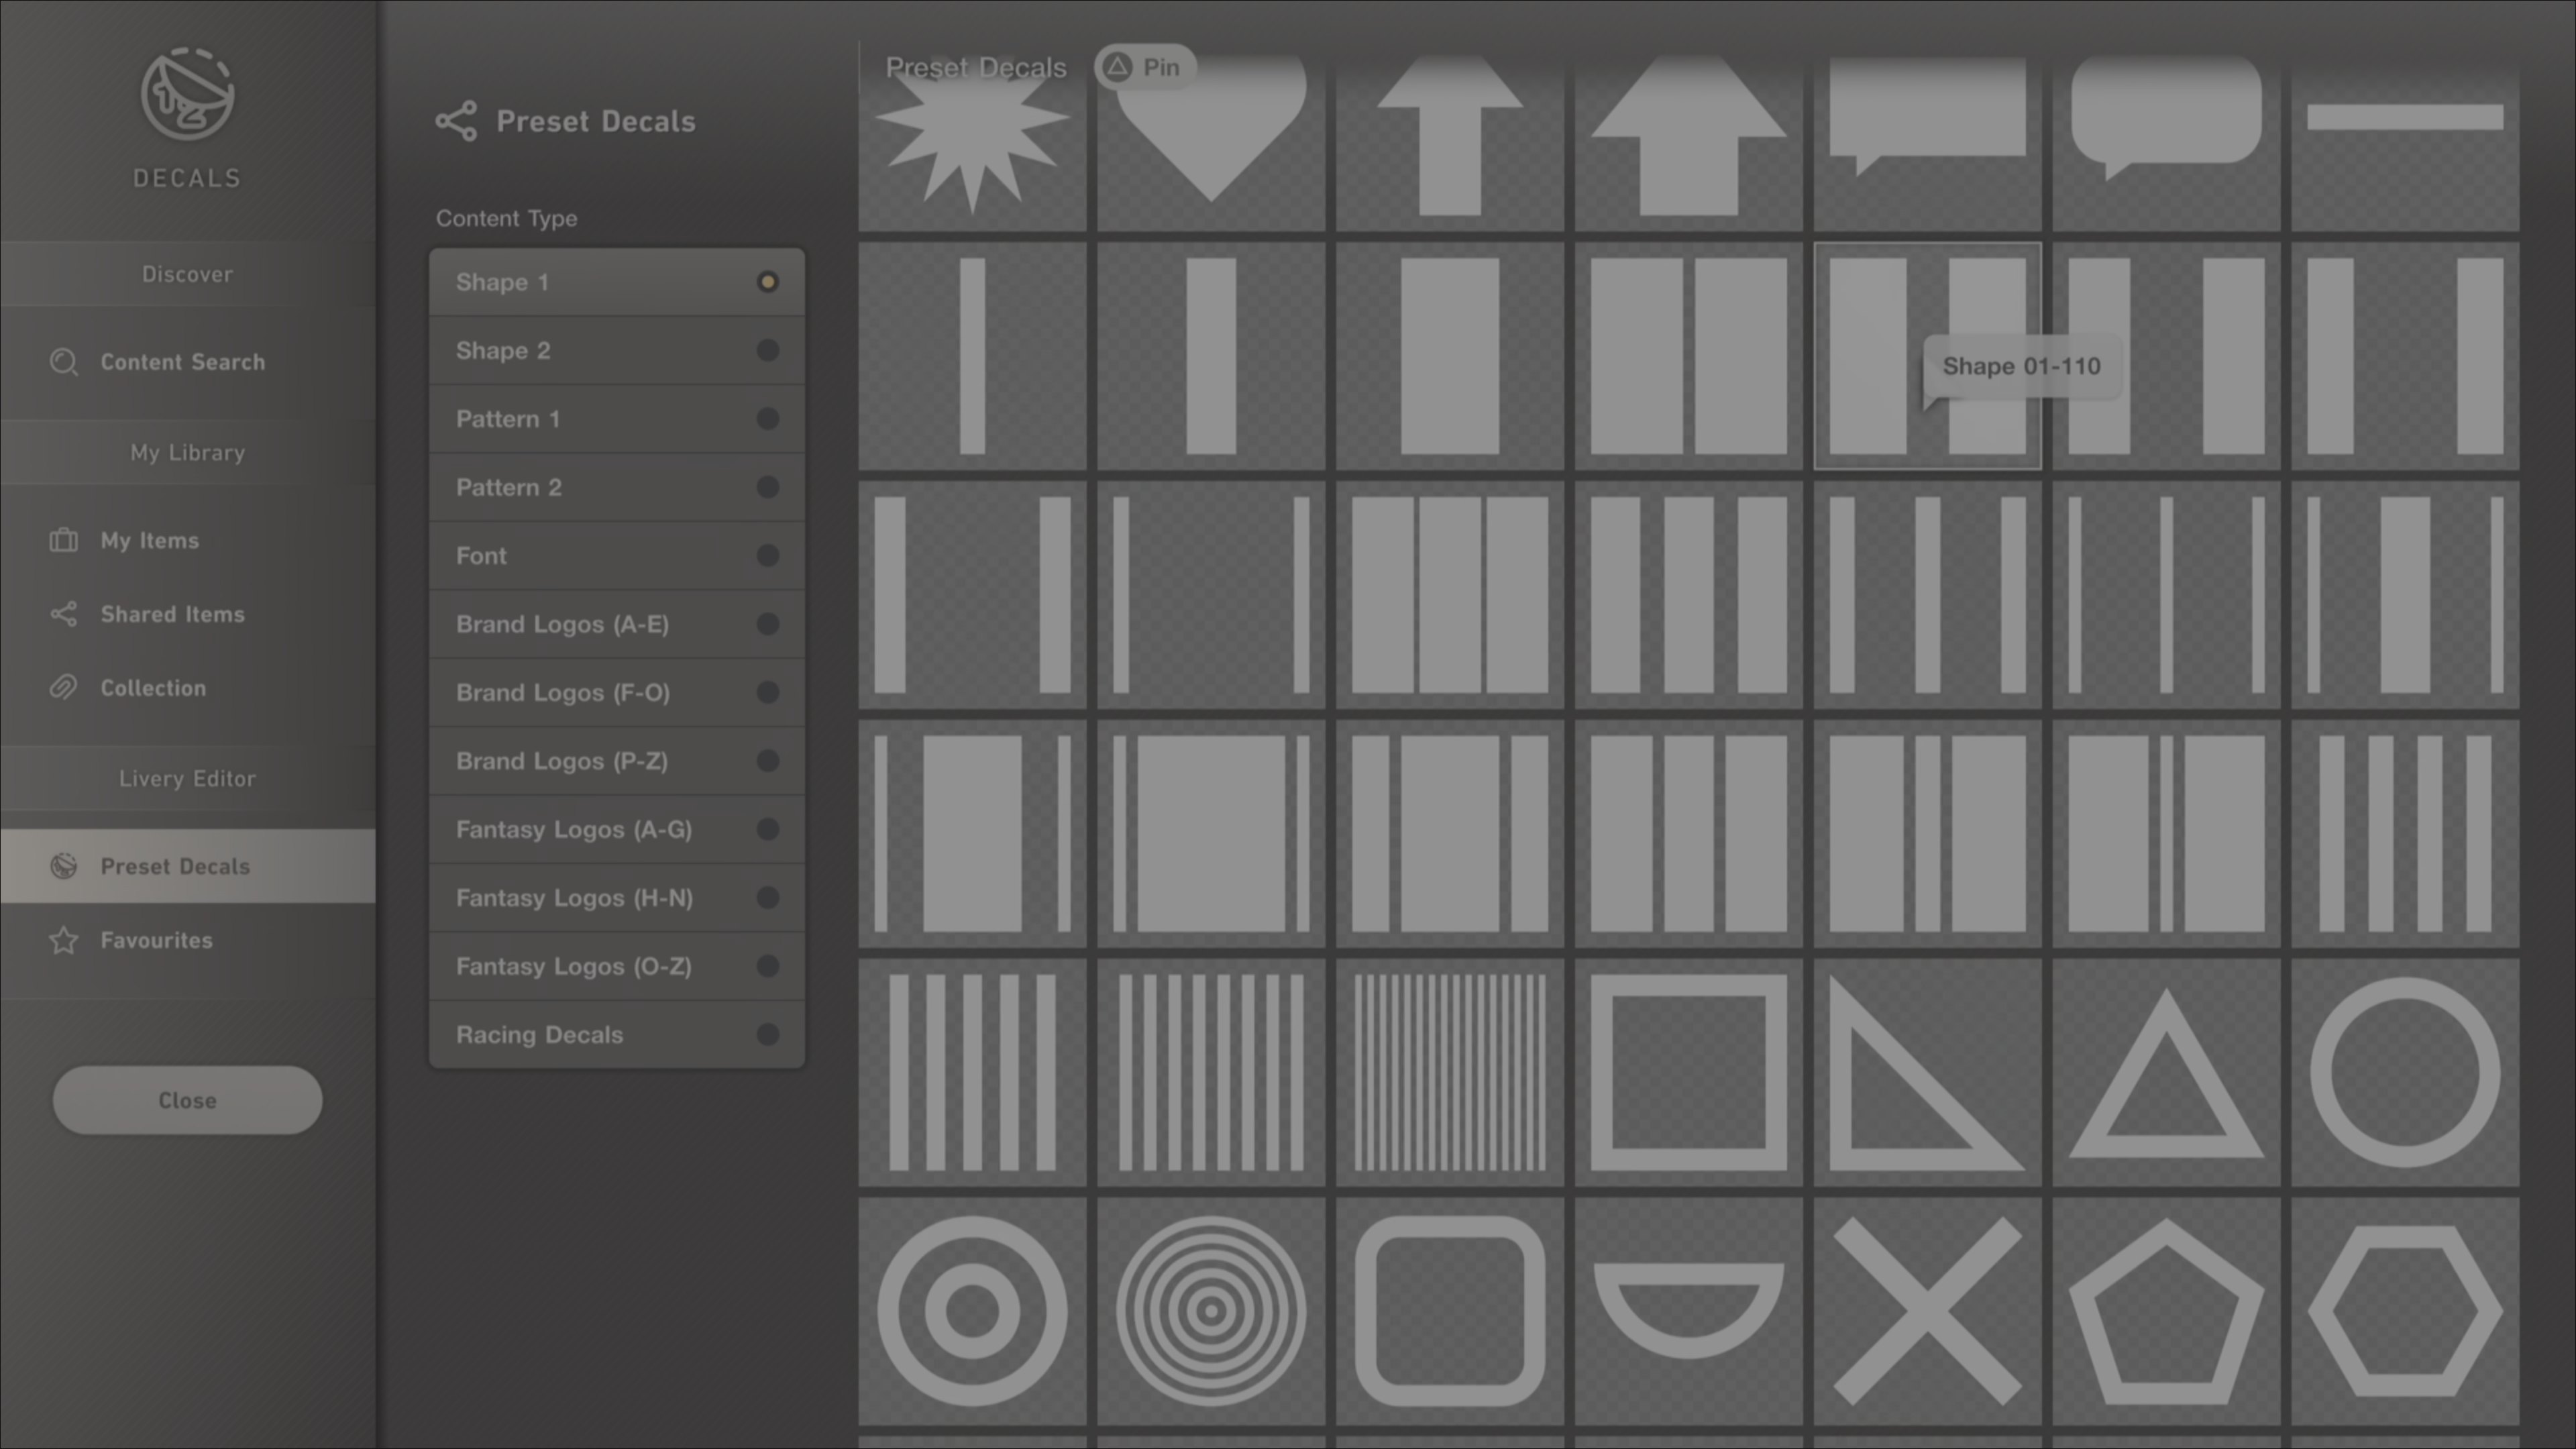 DECALS
Discover
Content Search
My Library
My Items
Shared Items
Collection
Livery Editor
Preset Decals
Favourites
Close
Preset Decals
Content Type
Shape 1
Shape 2
Pattern 1
Pattern 2
Font
Brand Logos (A-E)
Brand Logos (F-O)
Brand Logos (P-Z)
Fantasy Logos (A-G)
Fantasy Logos (H-N)
Fantasy Logos (O-Z)
Racing Decals
Preset Decals Pin
Shape 01-110